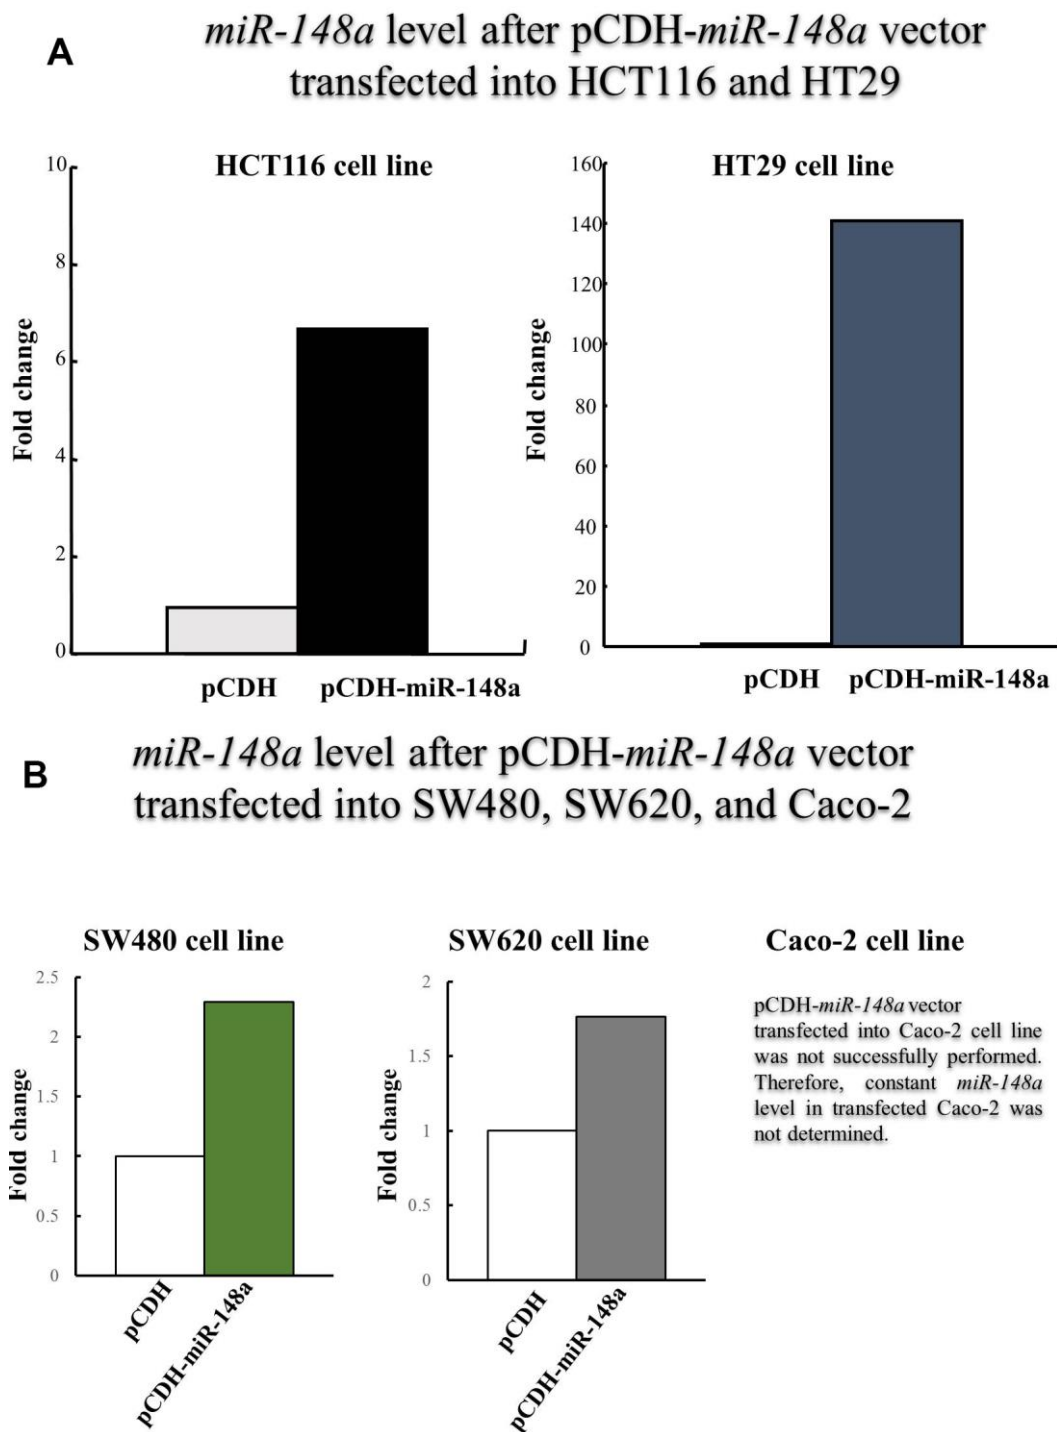 A
miR-148a level after pCDH-miR-148a vector
transfected into HCT116 and HT29
HCT116 cell line
10
8
6
4
2
0
Fold change
pCDH
pCDH-miR-148a
HT29 cell line
160
140
120
100
80
60
40
20
0
Fold change
pCDH
pCDH-miR-148a
B
miR-148a level after pCDH-miR-148a vector
transfected into SW480, SW620, and Caco-2
SW480 cell line
2.5
2
1.5
1
0.5
0
Fold change
pCDH
pCDH-miR-148a
SW620 cell line
2
1.5
1
0.5
0
Fold change
pCDH
pCDH-miR-148a
Caco-2 cell line
pCDH-miR-148a vector
transfected into Caco-2 cell line
was not successfully performed.
Therefore, constant miR-148a
level in transfected Caco-2 was
not determined.